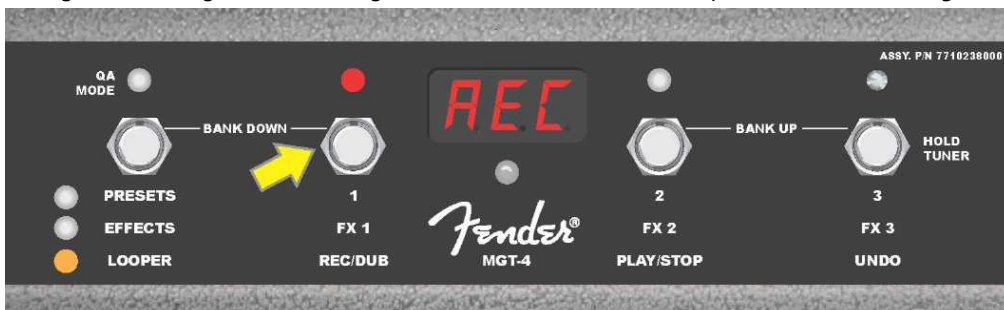 ASSY. P/N 7710238000
QA
MODE
AEC
BANK DOWN
BANK UP
HOLD
TUNER
PRESETS 1 2 3
EFFECTS FX 1 Fender® FX 2 FX 3
LOOPER REC/DUB MGT-4 PLAY/STOP UNDO